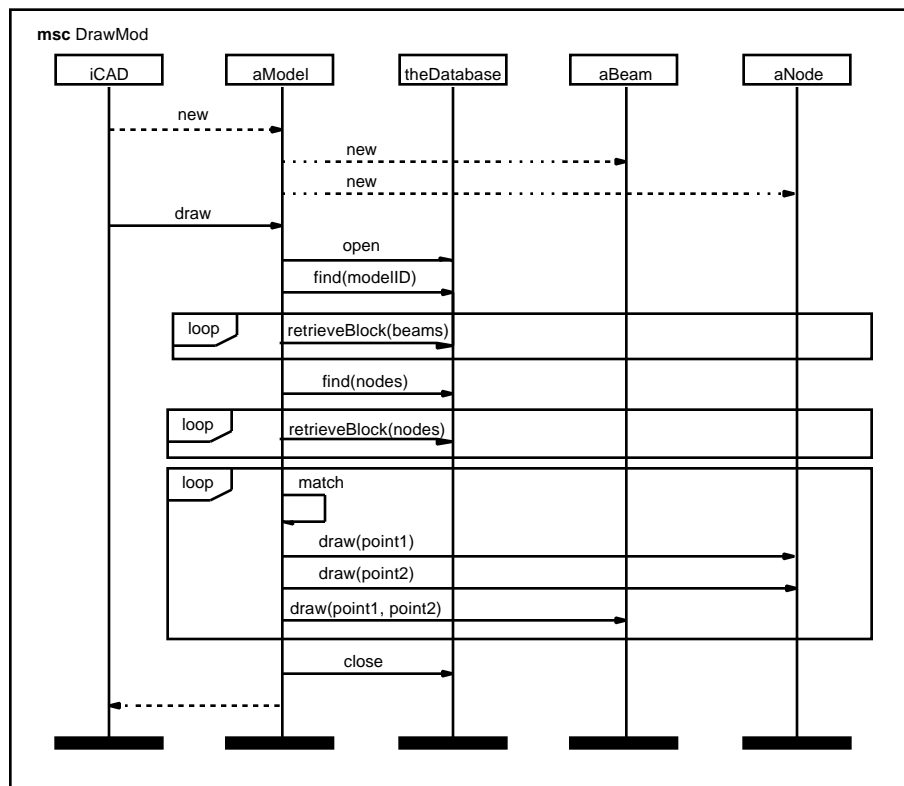 msc DrawMod
iCAD aModel theDatabase aBeam aNode
new
new
new
draw
open
find(modelID)
loop retrieveBlock(beams)
find(nodes)
loop retrieveBlock(nodes)
loop match
draw(point1)
draw(point2)
draw(point1, point2)
close